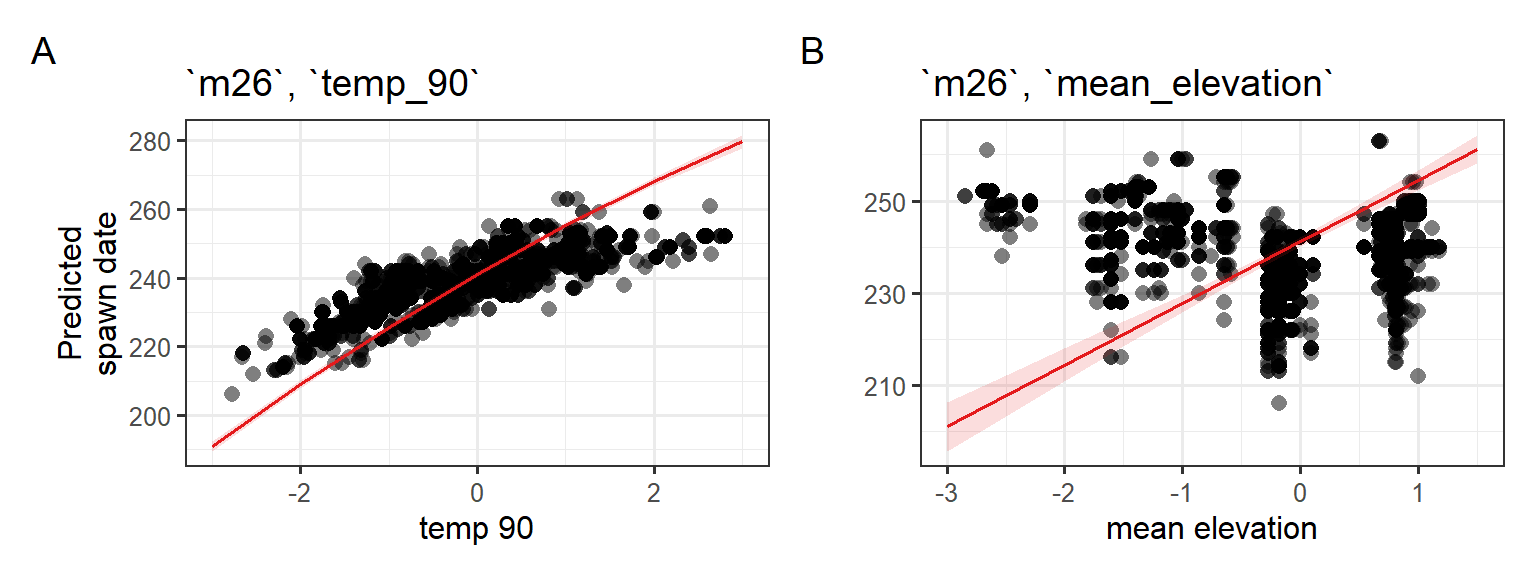 A
`m26`, `temp_90`
280
260
240
220
200
Predicted
spawn date
-2
0
2
temp 90
B
`m26`, `mean_elevation`
250
230
210
-3
-2
-1
0
1
mean elevation